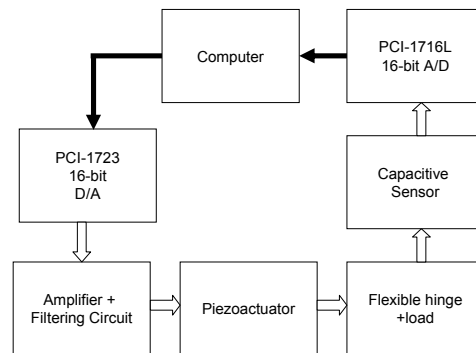 Computer
PCI-1716L
16-bit A/D
PCI-1723
16-bit
D/A
Capacitive
Sensor
Amplifier +
Filtering Circuit
Piezoactuator
Flexible hinge
+load